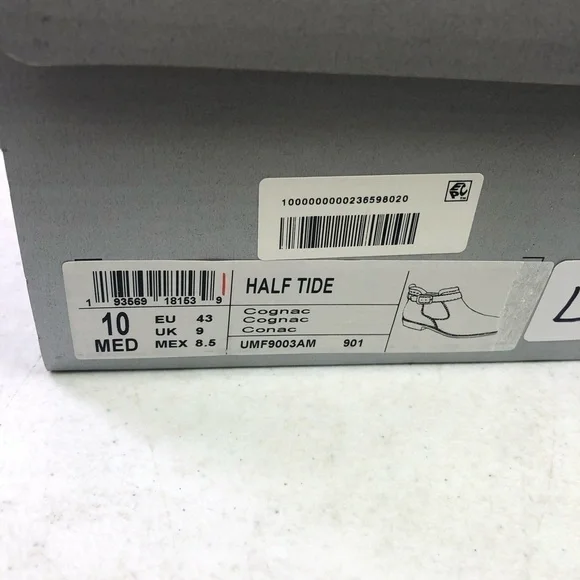 1000000000236598020
1 93569 18153 9
HALF TIDE
10
MED
EU 43
UK 9
MEX 8.5
Cognac
Cognac
Conac
UMF9003AM 901